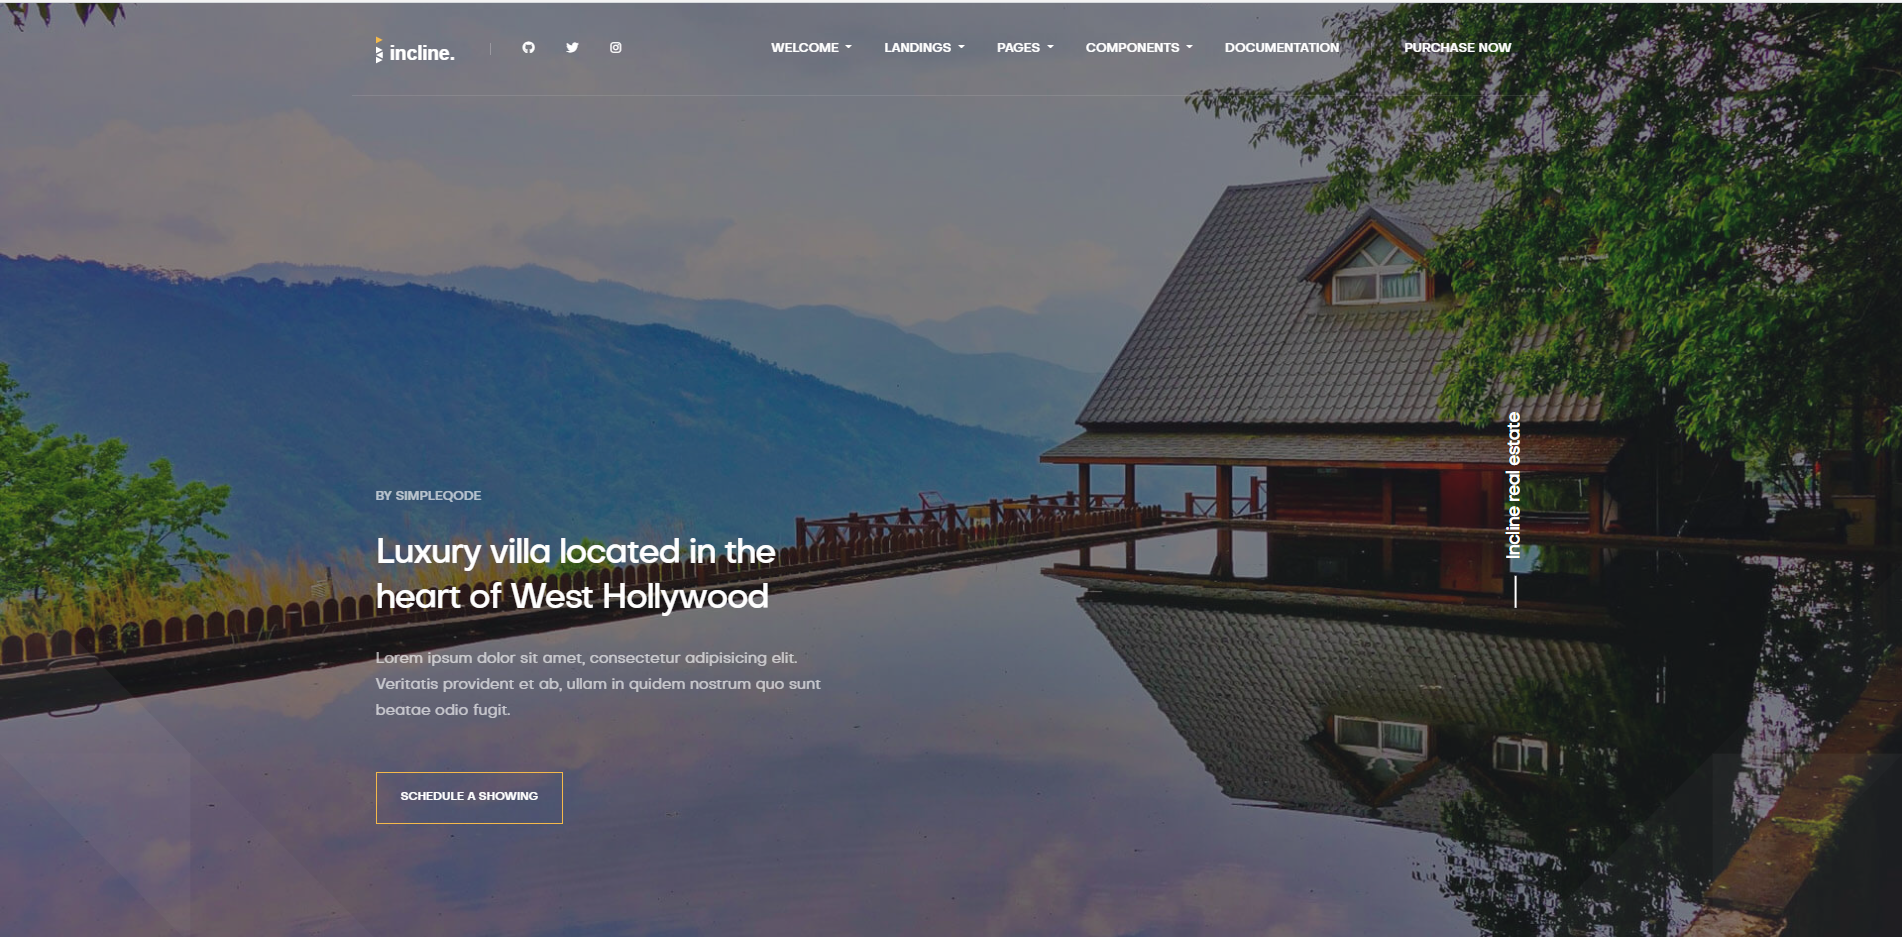 incline.
WELCOME
LANDINGS
PAGES
COMPONENTS
DOCUMENTATION
PURCHASE NOW
BY SIMPLEQODE
Luxury villa located in the
heart of West Hollywood
Lorem ipsum dolor sit amet, consectetur adipisicing elit.
Veritatis provident et ab, ullam in quidem nostrum quo sunt
beatae odio fugit.
SCHEDULE A SHOWING
Incline real estate